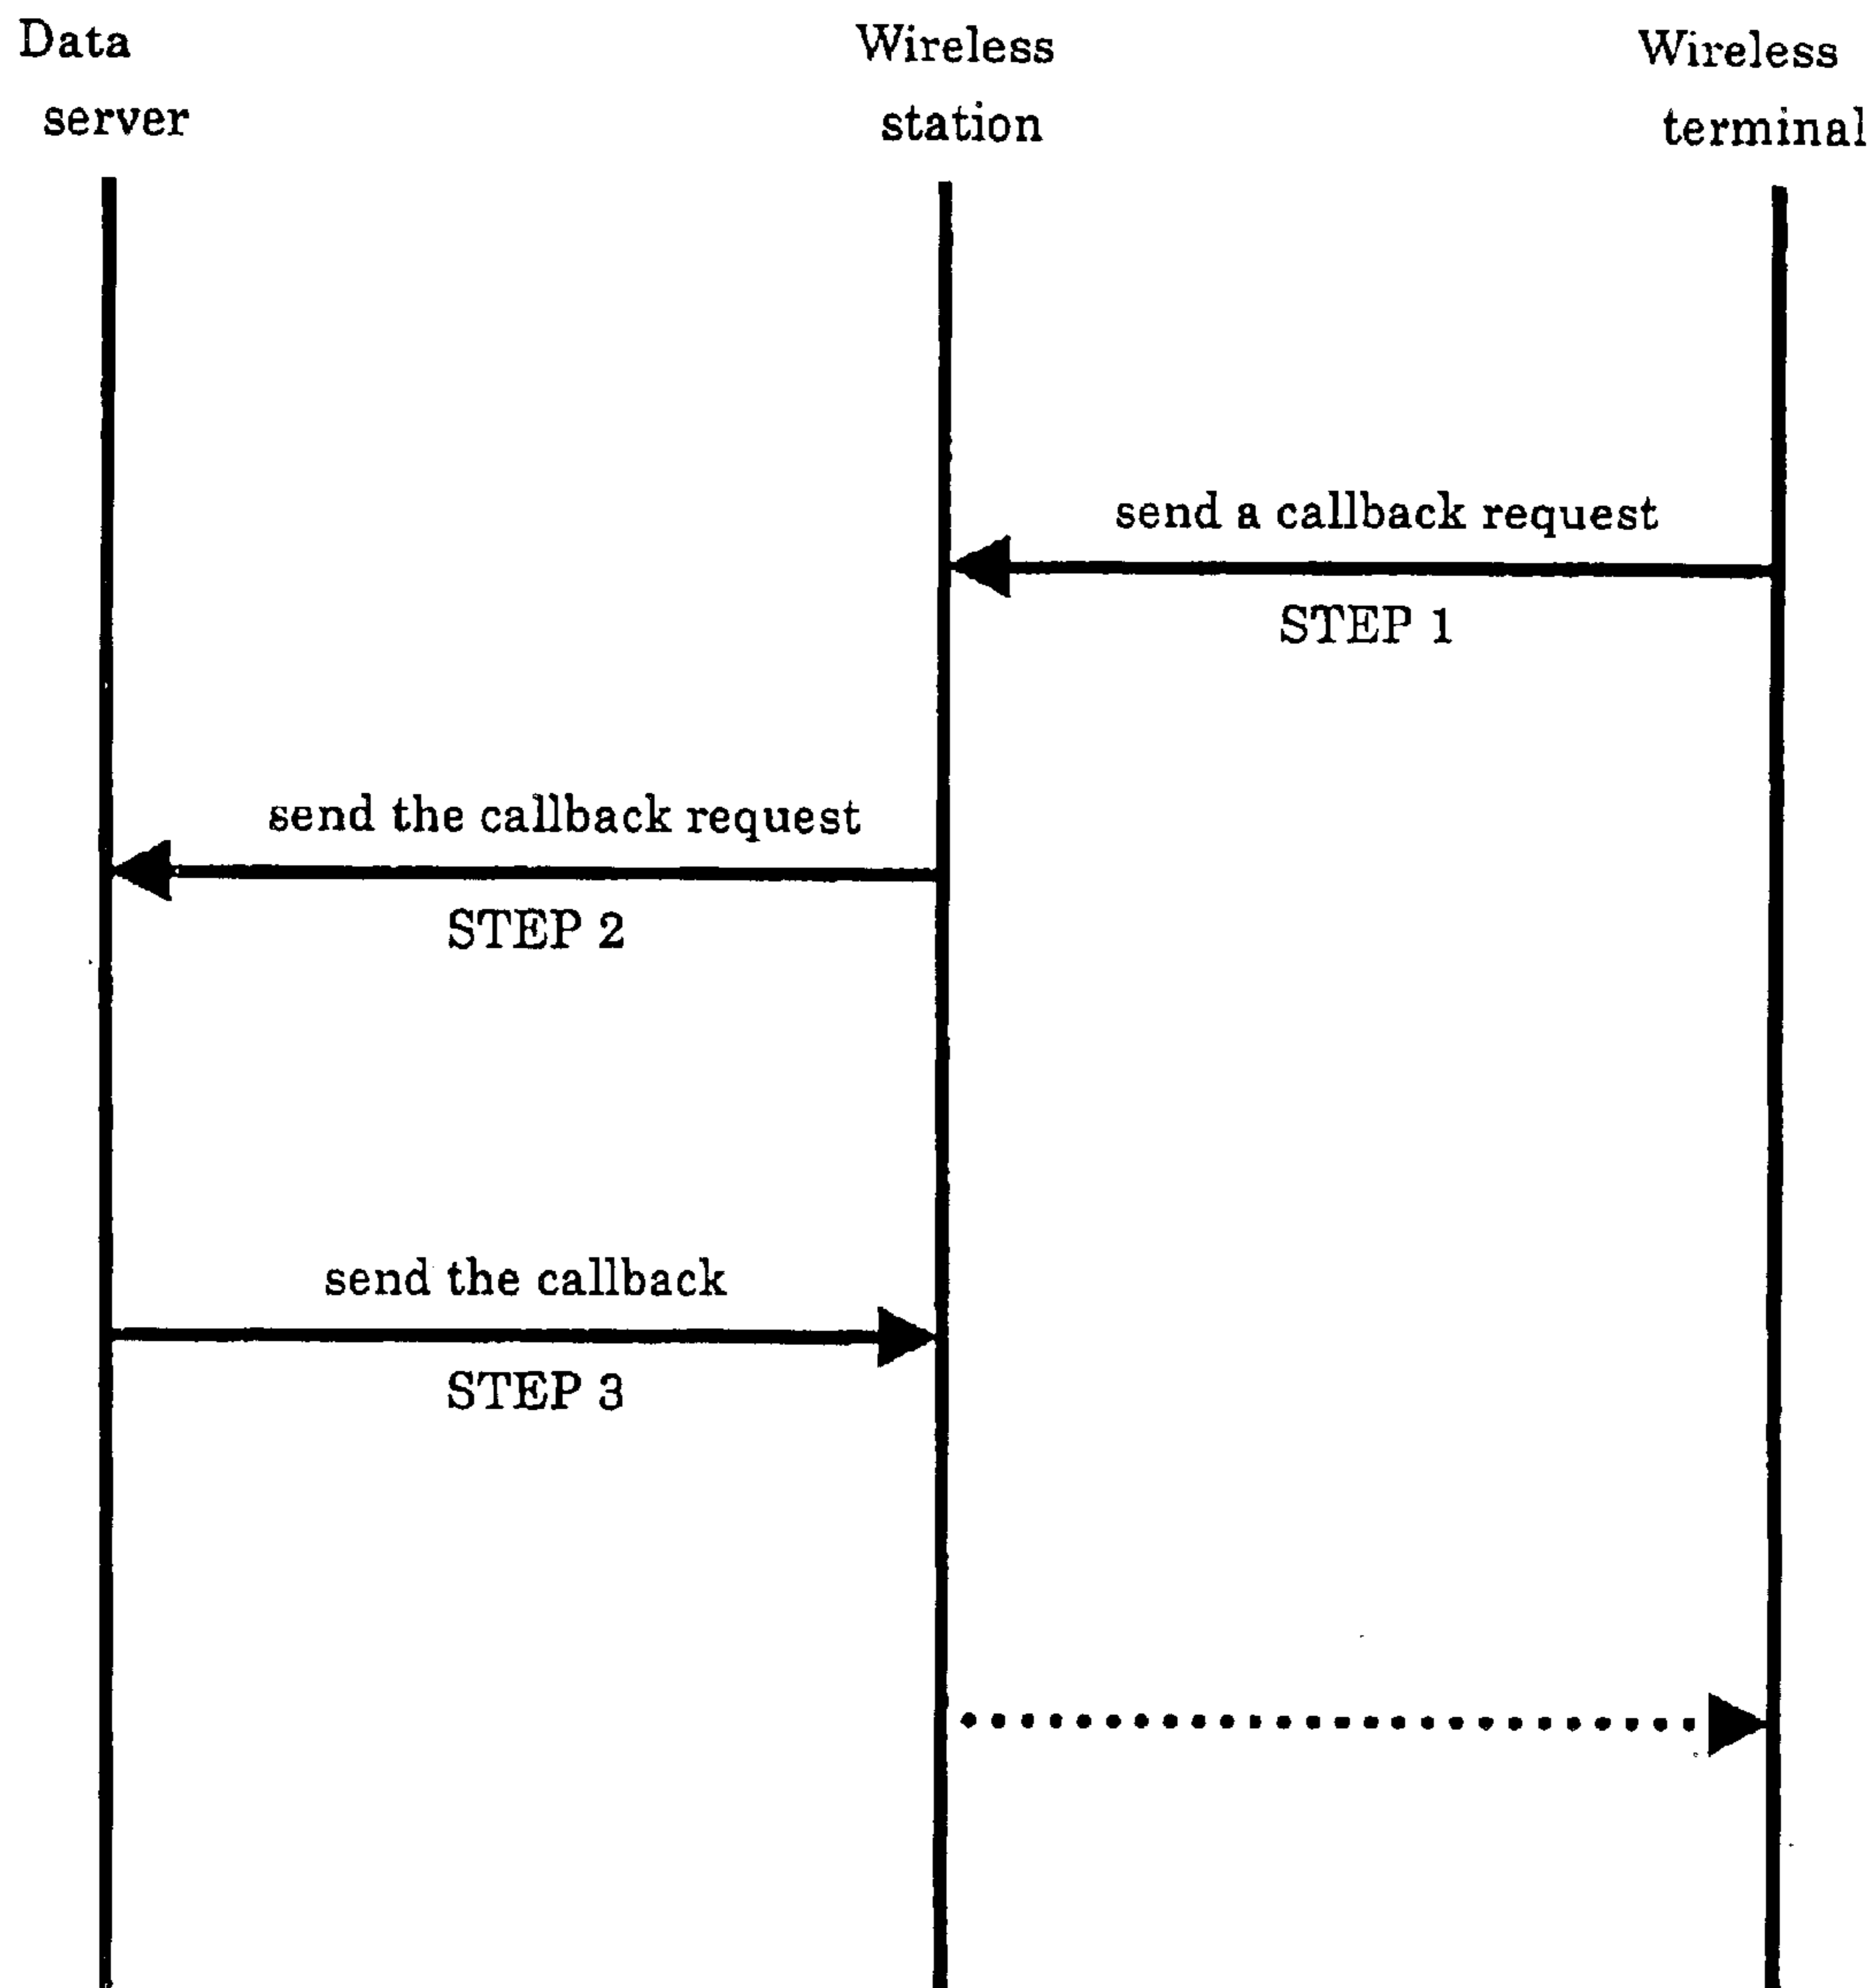 Data
server
Wireless
station
Wireless
terminal
send a callback request
STEP 1
send the callback request
STEP 2
send the callback
STEP 3